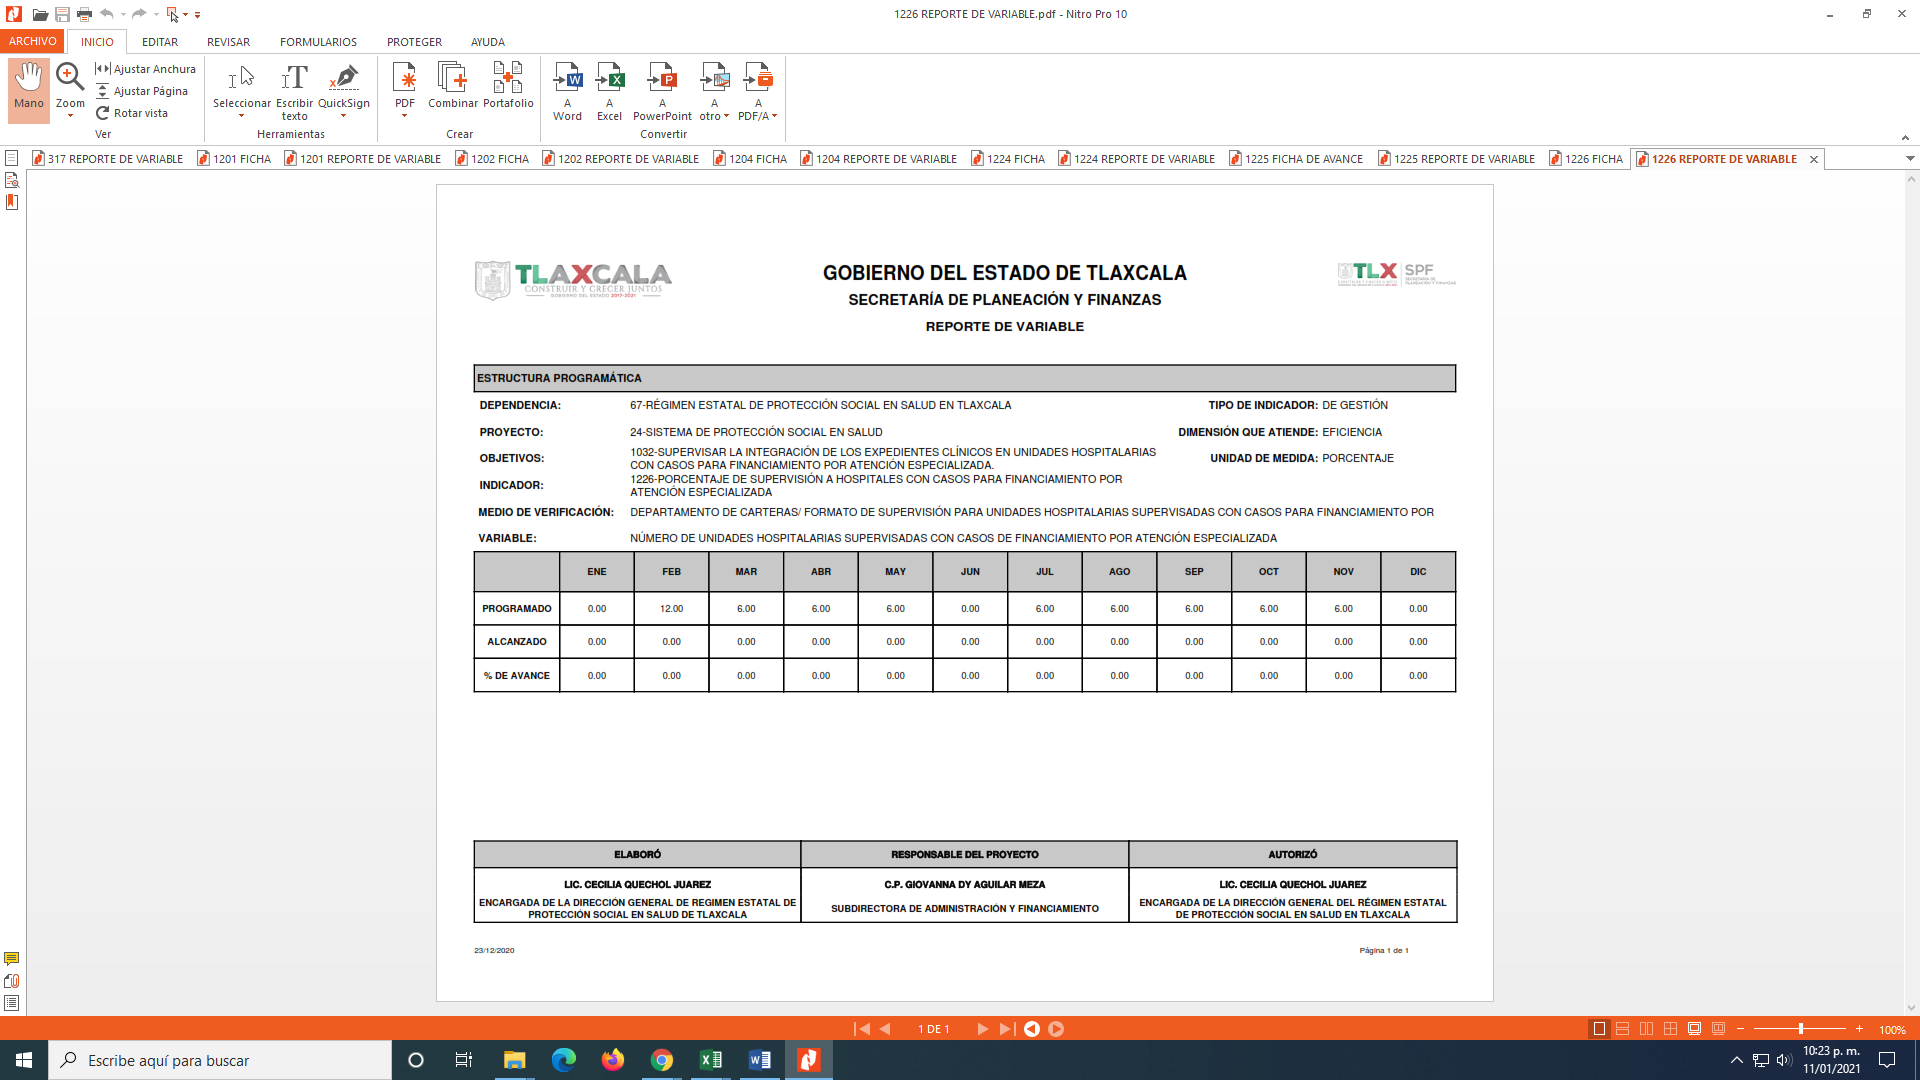 1226 REPORTE DE VARIABLE.pdf - Nitro Pro 10
ARCHIVO INICIO EDITAR REVISAR FORMULARIOS PROTEGER AYUDA
Mano Zoom Ajustar Anchura
Ajustar Página
Rotar vista
Seleccionar Escribir texto QuickSign
PDF Combinar Portafolio
A Word A Excel A PowerPoint A otro A PDF/A
Ver Herramientas Crear Convertir
317 REPORTE DE VARIABLE 1201 FICHA 1201 REPORTE DE VARIABLE 1202 FICHA 1202 REPORTE DE VARIABLE 1204 FICHA 1204 REPORTE DE VARIABLE 1224 FICHA 1224 REPORTE DE VARIABLE 1225 FICHA DE AVANCE 1225 REPORTE DE VARIABLE 1226 FICHA 1226 REPORTE DE VARIABLE
TLAXCALA
CONSTRUIR Y CRECER JUNTOS
GOBIERNO DEL ESTADO 2017-2021
GOBIERNO DEL ESTADO DE TLAXCALA
SECRETARÍA DE PLANEACIÓN Y FINANZAS
REPORTE DE VARIABLE
TLX SPF
SECRETARÍA DE
PLANEACIÓN Y FINANZAS
ESTRUCTURA PROGRAMÁTICA
DEPENDENCIA: 67-RÉGIMEN ESTATAL DE PROTECCIÓN SOCIAL EN SALUD EN TLAXCALA TIPO DE INDICADOR: DE GESTIÓN
PROYECTO: 24-SISTEMA DE PROTECCIÓN SOCIAL EN SALUD DIMENSIÓN QUE ATIENDE: EFICIENCIA
OBJETIVOS: 1032-SUPERVISAR LA INTEGRACIÓN DE LOS EXPEDIENTES CLÍNICOS EN UNIDADES HOSPITALARIAS
CON CASOS PARA FINANCIAMIENTO POR ATENCIÓN ESPECIALIZADA. UNIDAD DE MEDIDA: PORCENTAJE
INDICADOR: 1226-PORCENTAJE DE SUPERVISIÓN A HOSPITALES CON CASOS PARA FINANCIAMIENTO POR
ATENCIÓN ESPECIALIZADA
MEDIO DE VERIFICACIÓN: DEPARTAMENTO DE CARTERAS/ FORMATO DE SUPERVISIÓN PARA UNIDADES HOSPITALARIAS SUPERVISADAS CON CASOS PARA FINANCIAMIENTO POR
VARIABLE: NÚMERO DE UNIDADES HOSPITALARIAS SUPERVISADAS CON CASOS DE FINANCIAMIENTO POR ATENCIÓN ESPECIALIZADA
ENE FEB MAR ABR MAY JUN JUL AGO SEP OCT NOV DIC
PROGRAMADO 0.00 12.00 6.00 6.00 6.00 0.00 6.00 6.00 6.00 6.00 6.00 0.00
ALCANZADO 0.00 0.00 0.00 0.00 0.00 0.00 0.00 0.00 0.00 0.00 0.00 0.00
% DE AVANCE 0.00 0.00 0.00 0.00 0.00 0.00 0.00 0.00 0.00 0.00 0.00 0.00
ELABORÓ RESPONSABLE DEL PROYECTO AUTORIZÓ
LIC. CECILIA QUECHOL JUAREZ C.P. GIOVANNA DY AGUILAR MEZA LIC. CECILIA QUECHOL JUAREZ
ENCARGADA DE LA DIRECCIÓN GENERAL DE REGIMEN ESTATAL DE
PROTECCIÓN SOCIAL EN SALUD DE TLAXCALA
SUBDIRECTORA DE ADMINISTRACIÓN Y FINANCIAMIENTO
ENCARGADA DE LA DIRECCIÓN GENERAL DEL RÉGIMEN ESTATAL
DE PROTECCIÓN SOCIAL EN SALUD EN TLAXCALA
23/12/2020 Página 1 de 1
1 DE 1 100%
Escribe aquí para buscar
10:23 p. m.
11/01/2021